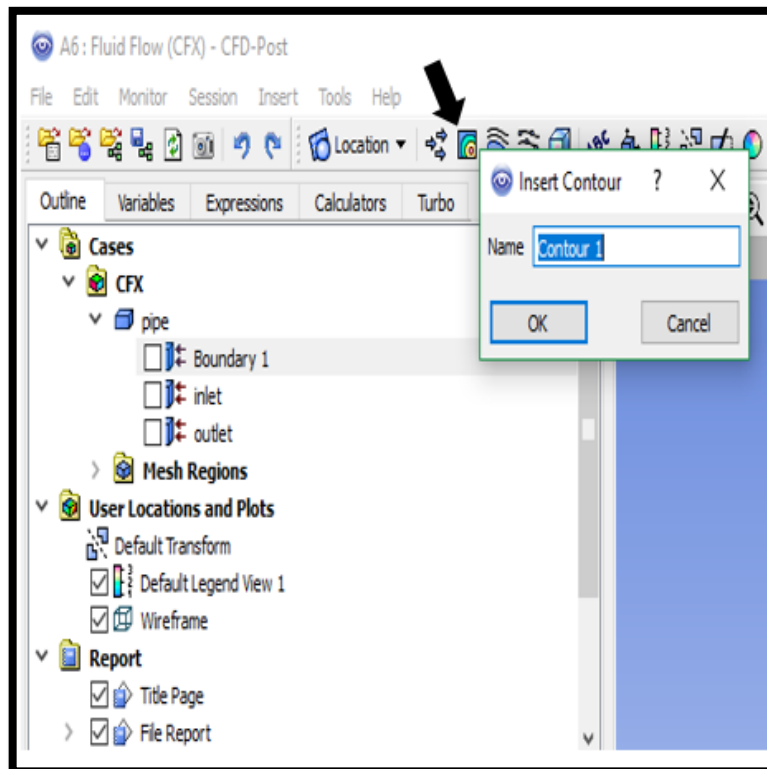 A6 : Fluid Flow (CFX) - CFD-Post
File Edit Monitor Session Insert Tools Help
Location
Insert Contour ? X
Outline Variables Expressions Calculators Turbo
Name Contour 1
OK Cancel
Cases
CFX
pipe
Boundary 1
inlet
outlet
Mesh Regions
User Locations and Plots
Default Transform
Default Legend View 1
Wireframe
Report
Title Page
File Report